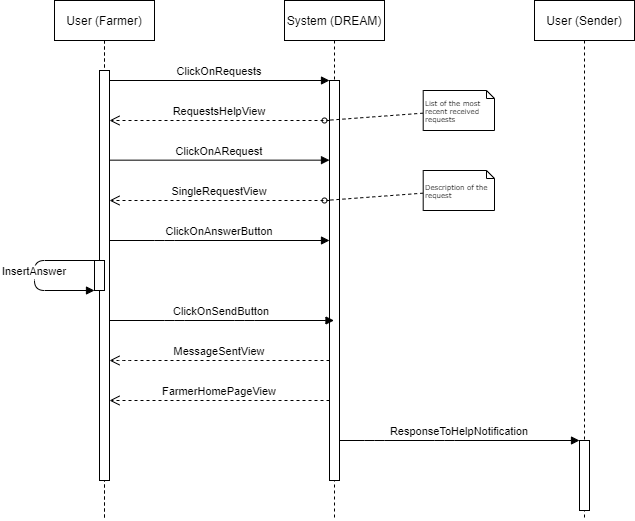 User (Farmer)
System (DREAM)
User (Sender)
ClickOnRequests
RequestsHelpView
List of the most
recent received
requests
ClickOnARequest
SingleRequestView
Description of the
request
ClickOnAnswerButton
InsertAnswer
ClickOnSendButton
MessageSentView
FarmerHomePageView
ResponseToHelpNotification